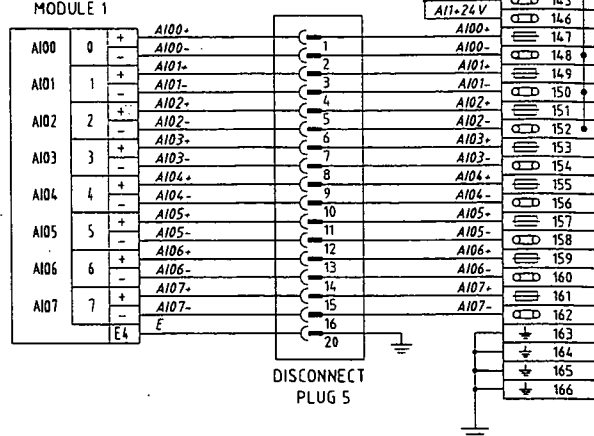 MODULE 1
AI1+24V
145
146
AI00 0 + AI00+ 1 AI00+ 147
- AI00- 2 AI00- 148
AI01 1 + AI01+ 3 AI01+ 149
- AI01- 4 AI01- 150
AI02 2 + AI02+ 5 AI02+ 151
- AI02- 6 AI02- 152
AI03 3 + AI03+ 7 AI03+ 153
- AI03- 8 AI03- 154
AI04 4 + AI04+ 9 AI04+ 155
- AI04- 10 AI04- 156
AI05 5 + AI05+ 11 AI05+ 157
- AI05- 12 AI05- 158
AI06 6 + AI06+ 13 AI06+ 159
- AI06- 14 AI06- 160
AI07 7 + AI07+ 15 AI07+ 161
- AI07- 16 AI07- 162
E4 E 20 163
164
165
166
DISCONNECT
PLUG 5